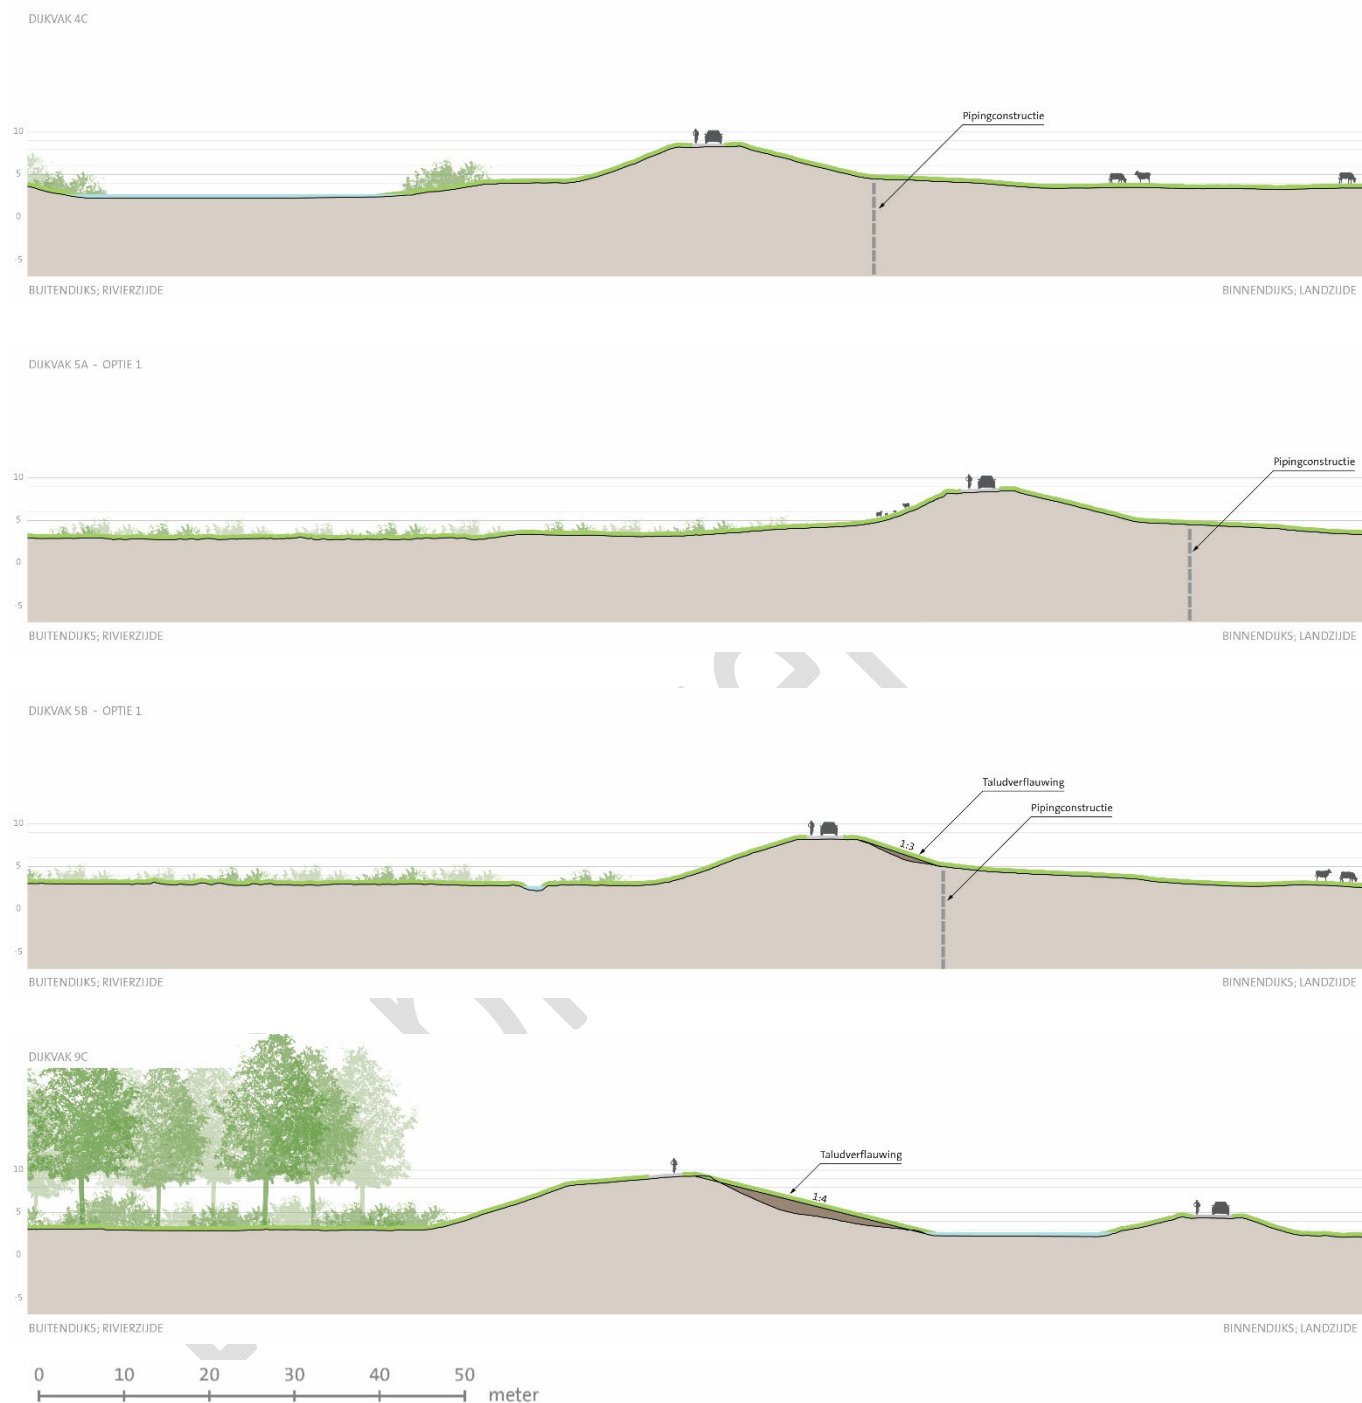 DIJKVAK 4C
Pipingconstructie
10
5
0
-5
BUITENDIJKS; RIVIERZIJDE
BINNENDIJKS; LANDZIJDE
DIJKVAK 5A - OPTIE 1
Pipingconstructie
10
5
0
-5
BUITENDIJKS; RIVIERZIJDE
BINNENDIJKS; LANDZIJDE
DIJKVAK 5B - OPTIE 1
Taludverflauwing
Pipingconstructie
10
1:3
5
0
-5
BUITENDIJKS; RIVIERZIJDE
BINNENDIJKS; LANDZIJDE
DIJKVAK 9C
Taludverflauwing
10
1:4
5
0
-5
BUITENDIJKS; RIVIERZIJDE
BINNENDIJKS; LANDZIJDE
0 10 20 30 40 50
meter